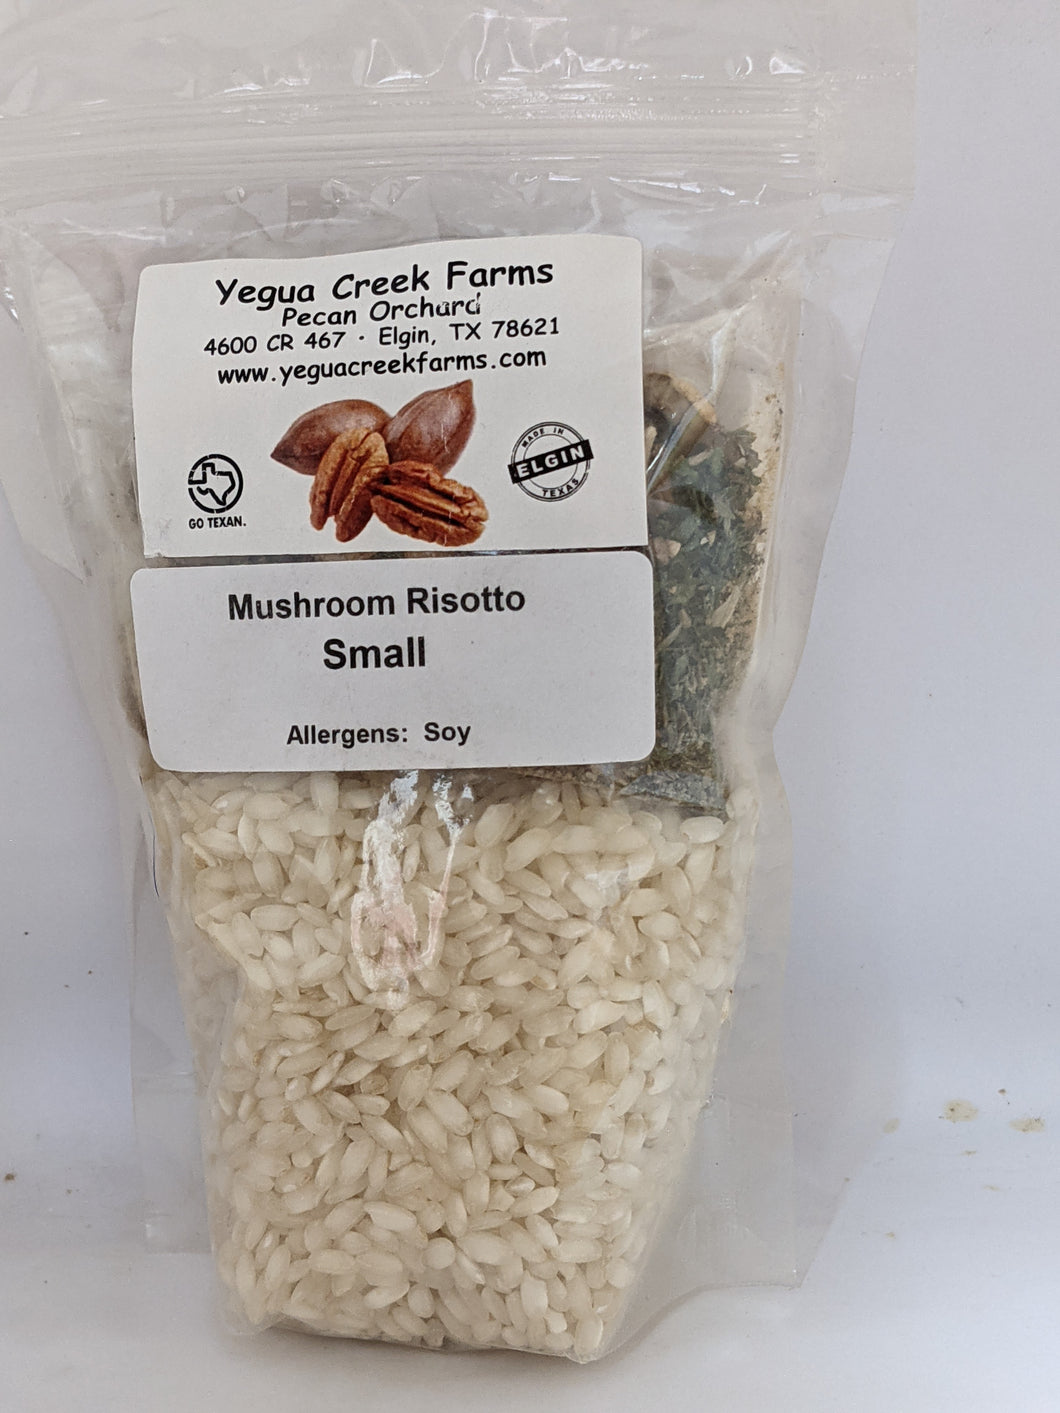 Yegua Creek Farms
Pecan Orchard
4600 CR 467 · Elgin, TX 78621
www.yeguacreekfarms.com
MADE IN
ELGIN
TEXAS
GO TEXAN.
Mushroom Risotto
Small
Allergens: Soy